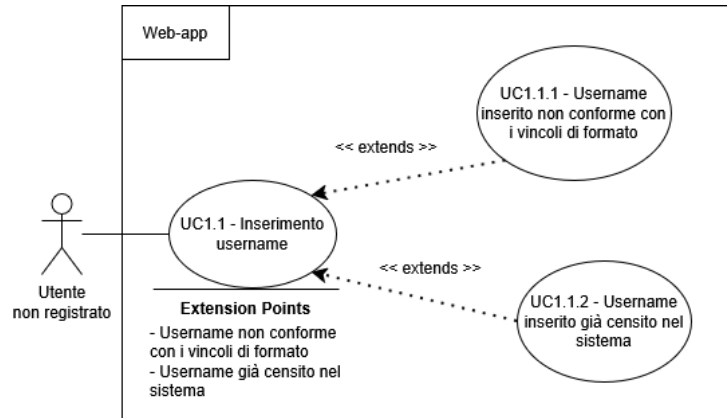 Web-app
UC1.1.1 - Username
inserito non conforme con
i vincoli di formato
<< extends >>
UC1.1 - Inserimento
username
<< extends >>
Utente
non registrato
Extension Points
- Username non conforme
con i vincoli di formato
- Username già censito nel
sistema
UC1.1.2 - Username
inserito già censito nel
sistema